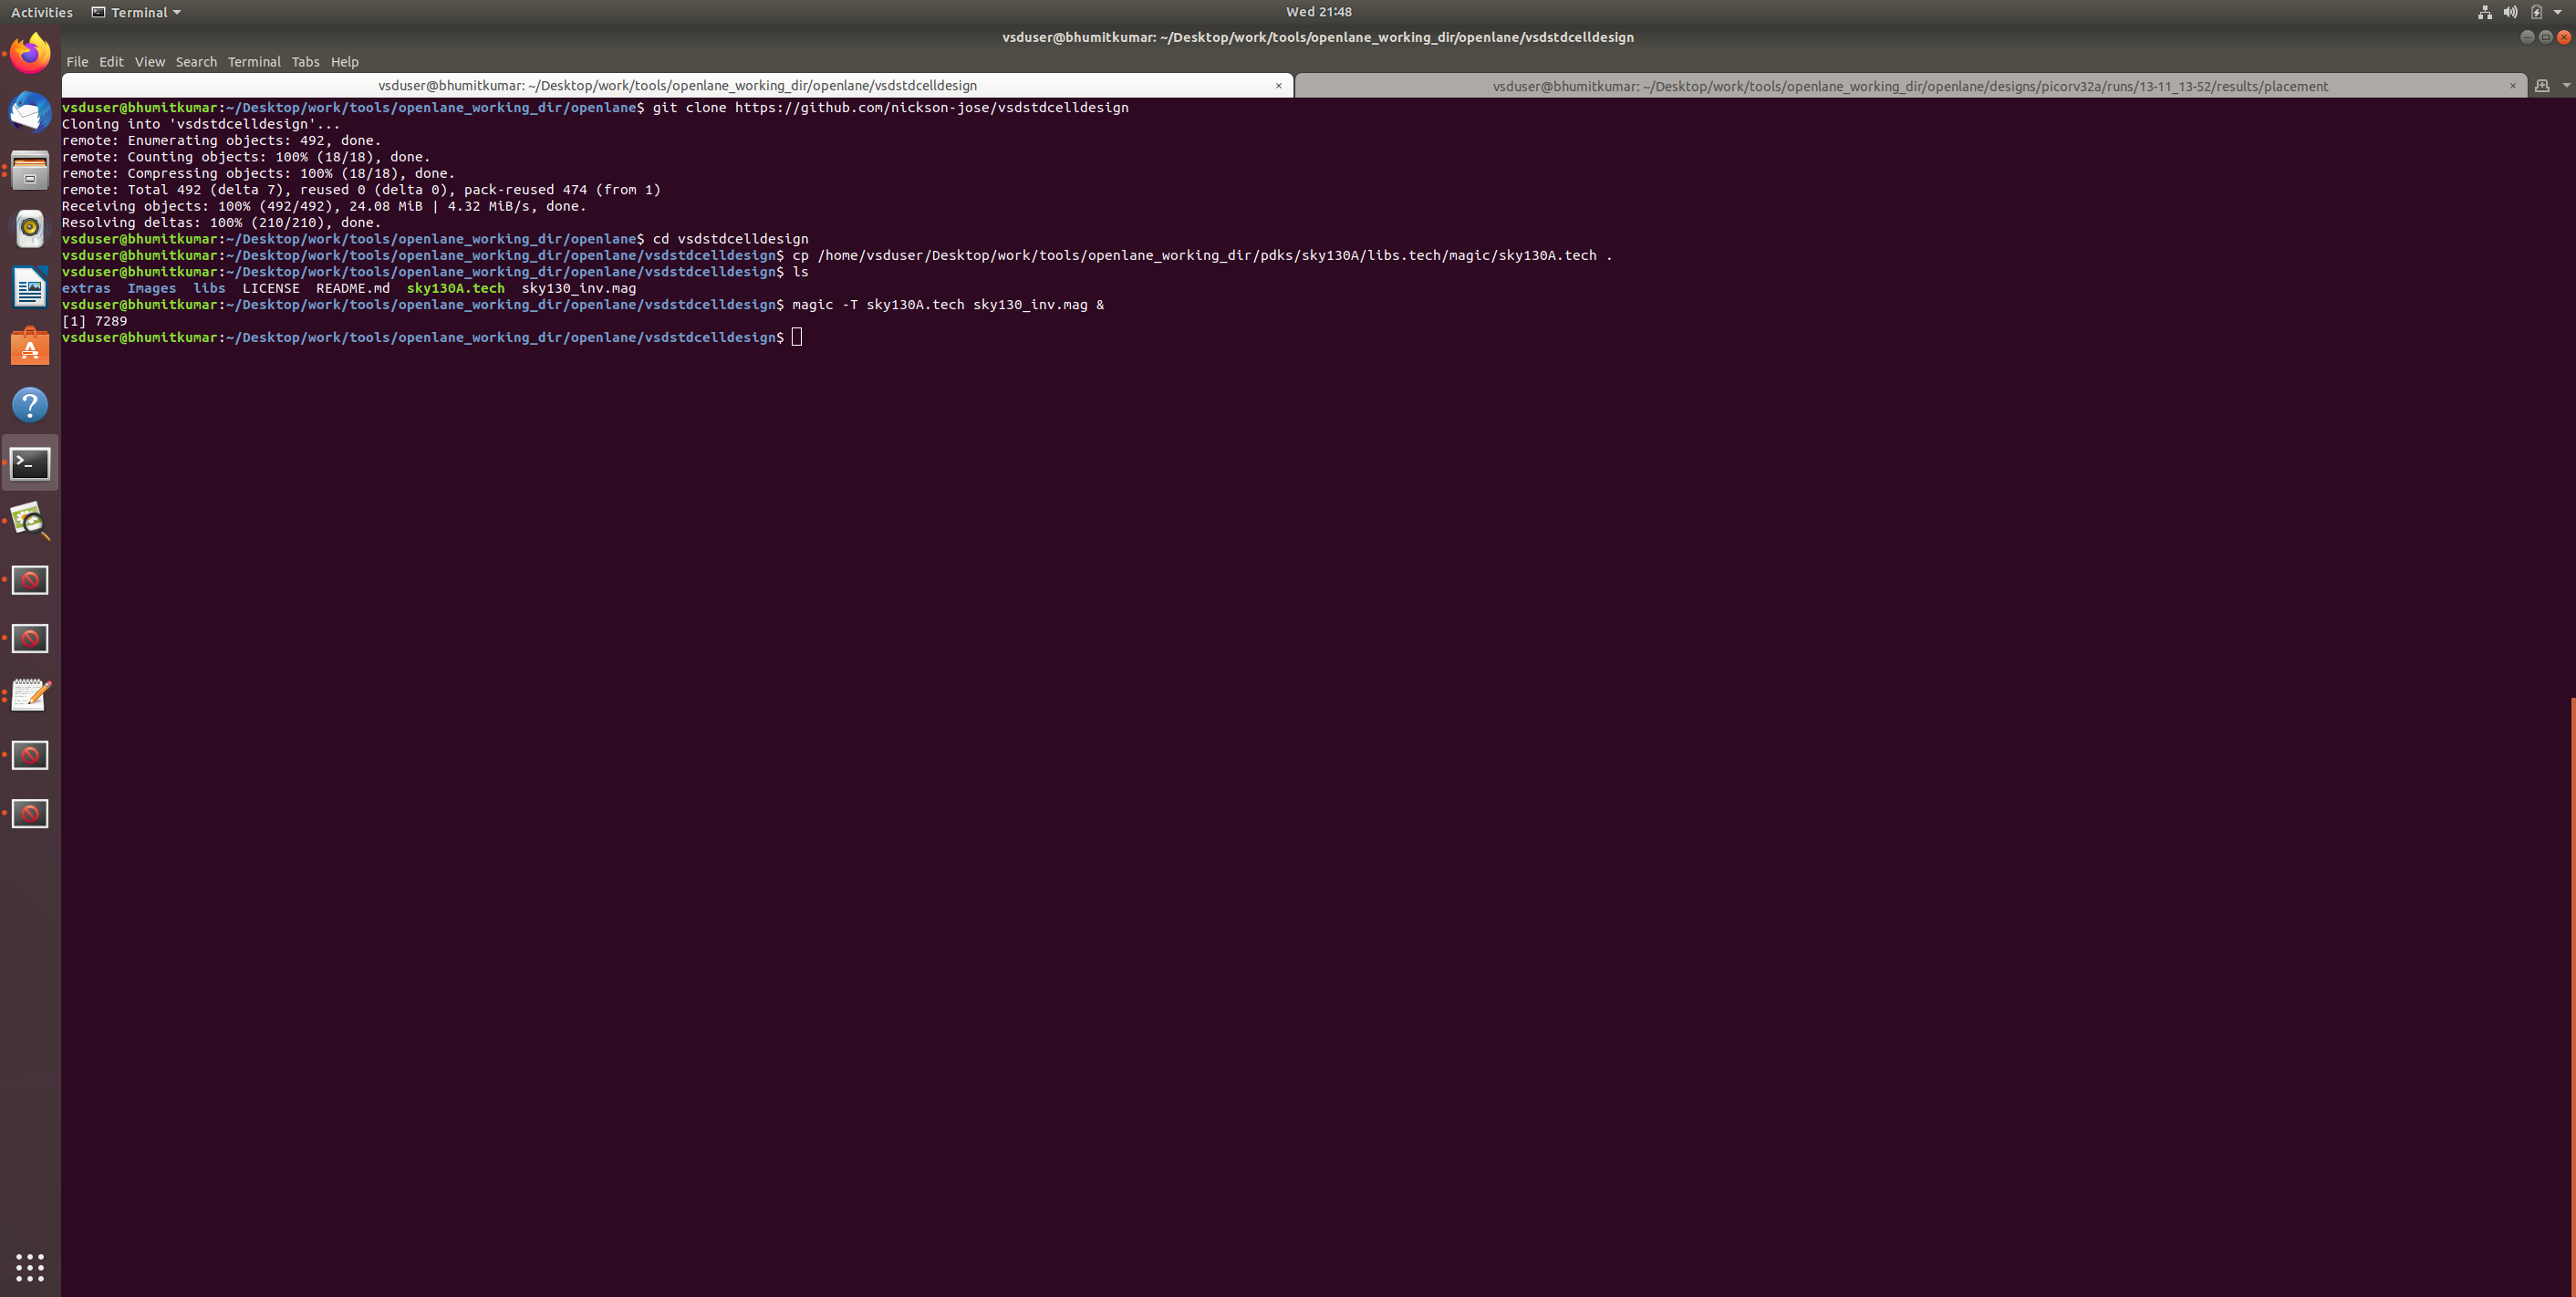 Activities Terminal Wed 21:48
vsduser@bhumitkumar: ~/Desktop/work/tools/openlane_working_dir/openlane/vsdstdcelldesign
File Edit View Search Terminal Tabs Help
vsduser@bhumitkumar: ~/Desktop/work/tools/openlane_working_dir/openlane/vsdstdcelldesign × vsduser@bhumitkumar: ~/Desktop/work/tools/openlane_working_dir/openlane/designs/picorv32a/runs/13-11_13-52/results/placement ×
vsduser@bhumitkumar:~/Desktop/work/tools/openlane_working_dir/openlane$ git clone https://github.com/nickson-jose/vsdstdcelldesign
Cloning into 'vsdstdcelldesign'...
remote: Enumerating objects: 492, done.
remote: Counting objects: 100% (18/18), done.
remote: Compressing objects: 100% (18/18), done.
remote: Total 492 (delta 7), reused 0 (delta 0), pack-reused 474 (from 1)
Receiving objects: 100% (492/492), 24.08 MiB | 4.32 MiB/s, done.
Resolving deltas: 100% (210/210), done.
vsduser@bhumitkumar:~/Desktop/work/tools/openlane_working_dir/openlane$ cd vsdstdcelldesign
vsduser@bhumitkumar:~/Desktop/work/tools/openlane_working_dir/openlane/vsdstdcelldesign$ cp /home/vsduser/Desktop/work/tools/openlane_working_dir/pdks/sky130A/libs.tech/magic/sky130A.tech .
vsduser@bhumitkumar:~/Desktop/work/tools/openlane_working_dir/openlane/vsdstdcelldesign$ ls
extras Images libs LICENSE README.md sky130A.tech sky130_inv.mag
vsduser@bhumitkumar:~/Desktop/work/tools/openlane_working_dir/openlane/vsdstdcelldesign$ magic -T sky130A.tech sky130_inv.mag &
[1] 7289
vsduser@bhumitkumar:~/Desktop/work/tools/openlane_working_dir/openlane/vsdstdcelldesign$